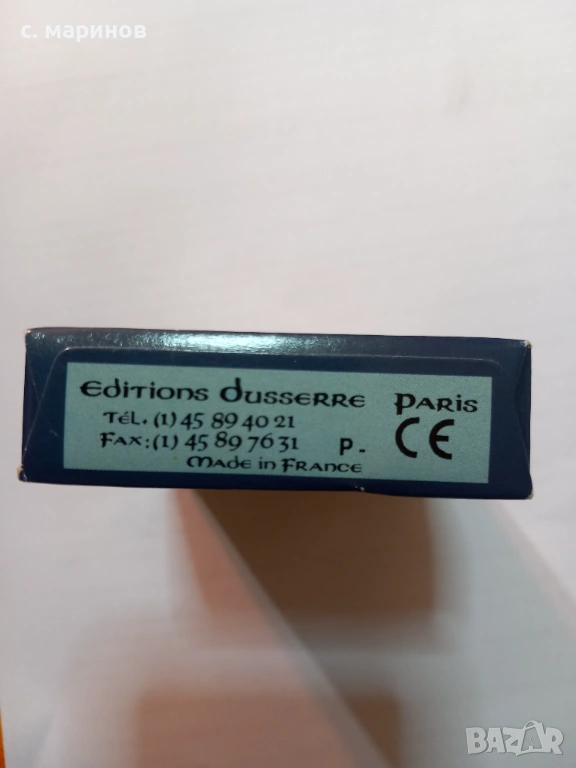 с. маринов
Editions Dusserre Paris
Tél. (1) 45 89 40 21
Fax: (1) 45 89 76 31 P - CE
Made in France
BAZAR